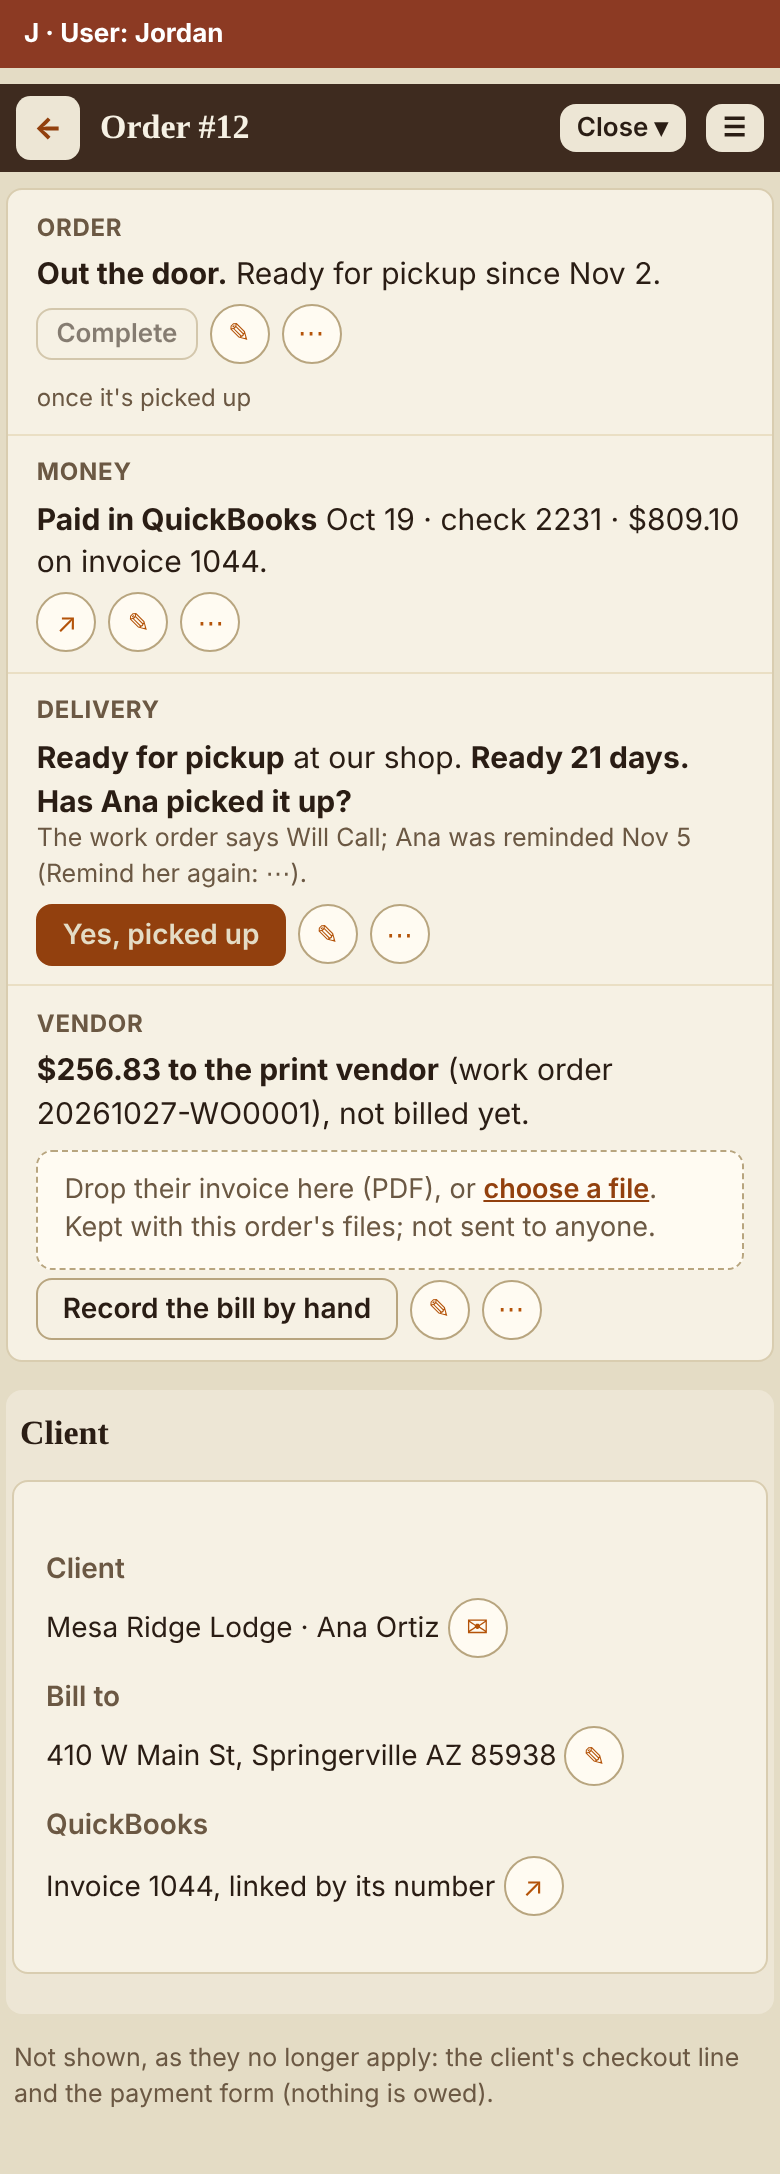 J · User: Jordan
← Order #12 Close ▾ ☰
ORDER
Out the door. Ready for pickup since Nov 2.
Complete ✎ ⋯
once it's picked up
MONEY
Paid in QuickBooks Oct 19 · check 2231 · $809.10
on invoice 1044.
↗ ✎ ⋯
DELIVERY
Ready for pickup at our shop. Ready 21 days.
Has Ana picked it up?
The work order says Will Call; Ana was reminded Nov 5
(Remind her again: ⋯).
Yes, picked up ✎ ⋯
VENDOR
$256.83 to the print vendor (work order
20261027-WO0001), not billed yet.
Drop their invoice here (PDF), or choose a file.
Kept with this order's files; not sent to anyone.
Record the bill by hand ✎ ⋯
Client
Client
Mesa Ridge Lodge · Ana Ortiz ✉
Bill to
410 W Main St, Springerville AZ 85938 ✎
QuickBooks
Invoice 1044, linked by its number ↗
Not shown, as they no longer apply: the client's checkout line
and the payment form (nothing is owed).